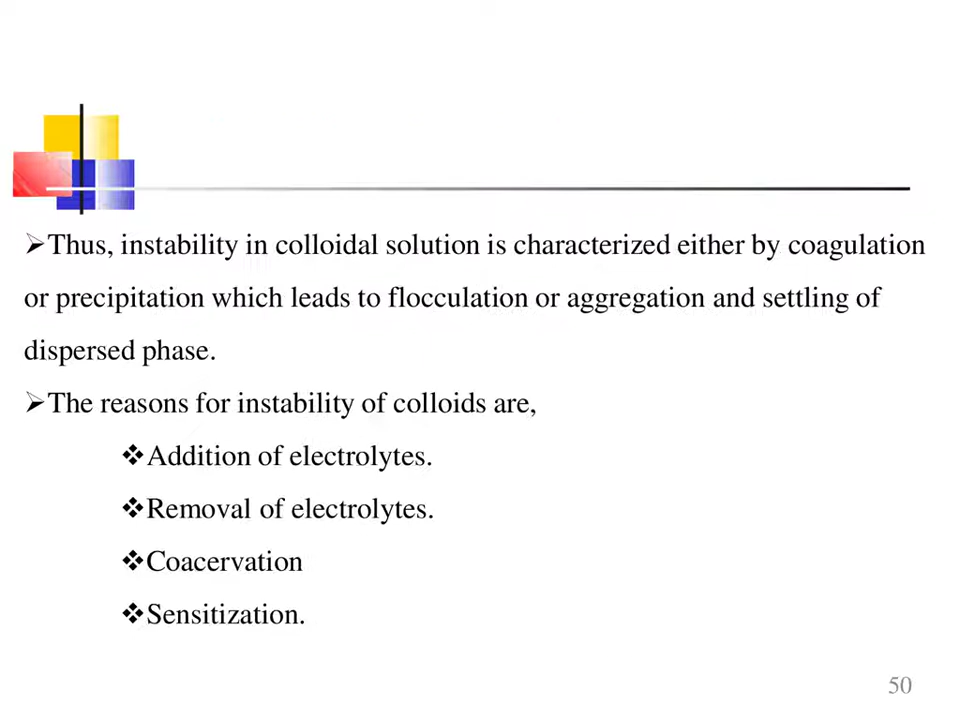 ➢Thus, instability in colloidal solution is characterized either by coagulation
or precipitation which leads to flocculation or aggregation and settling of
dispersed phase.
➢The reasons for instability of colloids are,
❖Addition of electrolytes.
❖Removal of electrolytes.
❖Coacervation
❖Sensitization.
50